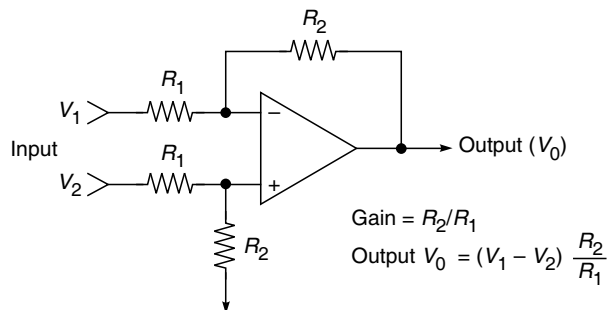 R2
R1
V1
−
Input
Output (V0)
R1
V2
+
R2
Gain = R2/R1
Output V0 = (V1 − V2) R2/R1